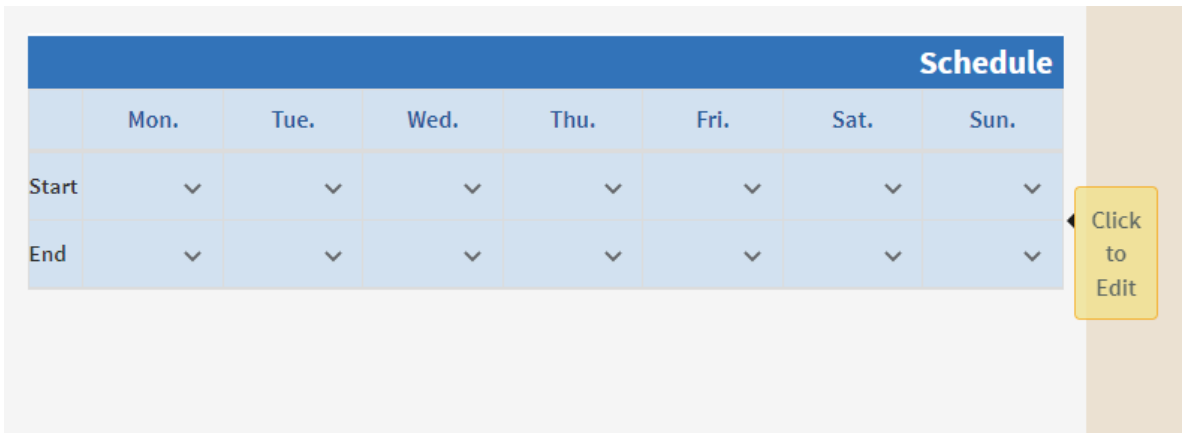 Schedule
Mon. Tue. Wed. Thu. Fri. Sat. Sun.
Start
End
Click
to
Edit